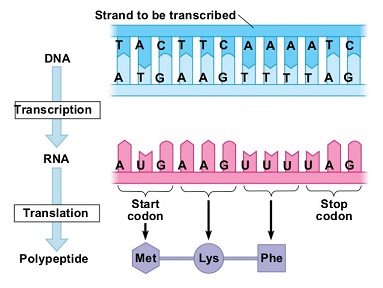 Strand to be transcribed
T A C T T C A A A A T C
DNA
A T G A A G T T T T A G
Transcription
RNA
A U G A A G U U U U A G
Translation
Start codon
Stop codon
Polypeptide
Met Lys Phe